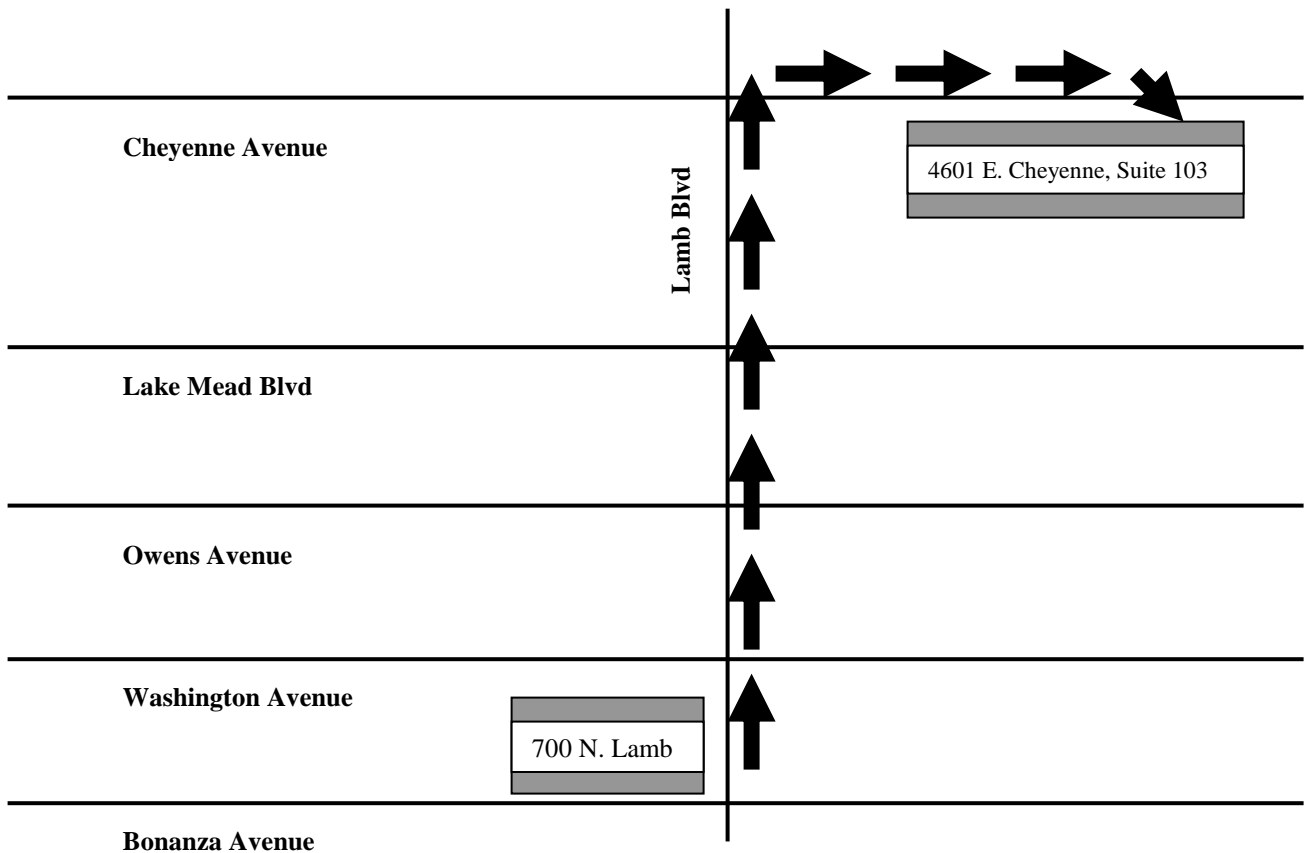 Cheyenne Avenue
4601 E. Cheyenne, Suite 103
Lamb Blvd
Lake Mead Blvd
Owens Avenue
Washington Avenue
700 N. Lamb
Bonanza Avenue